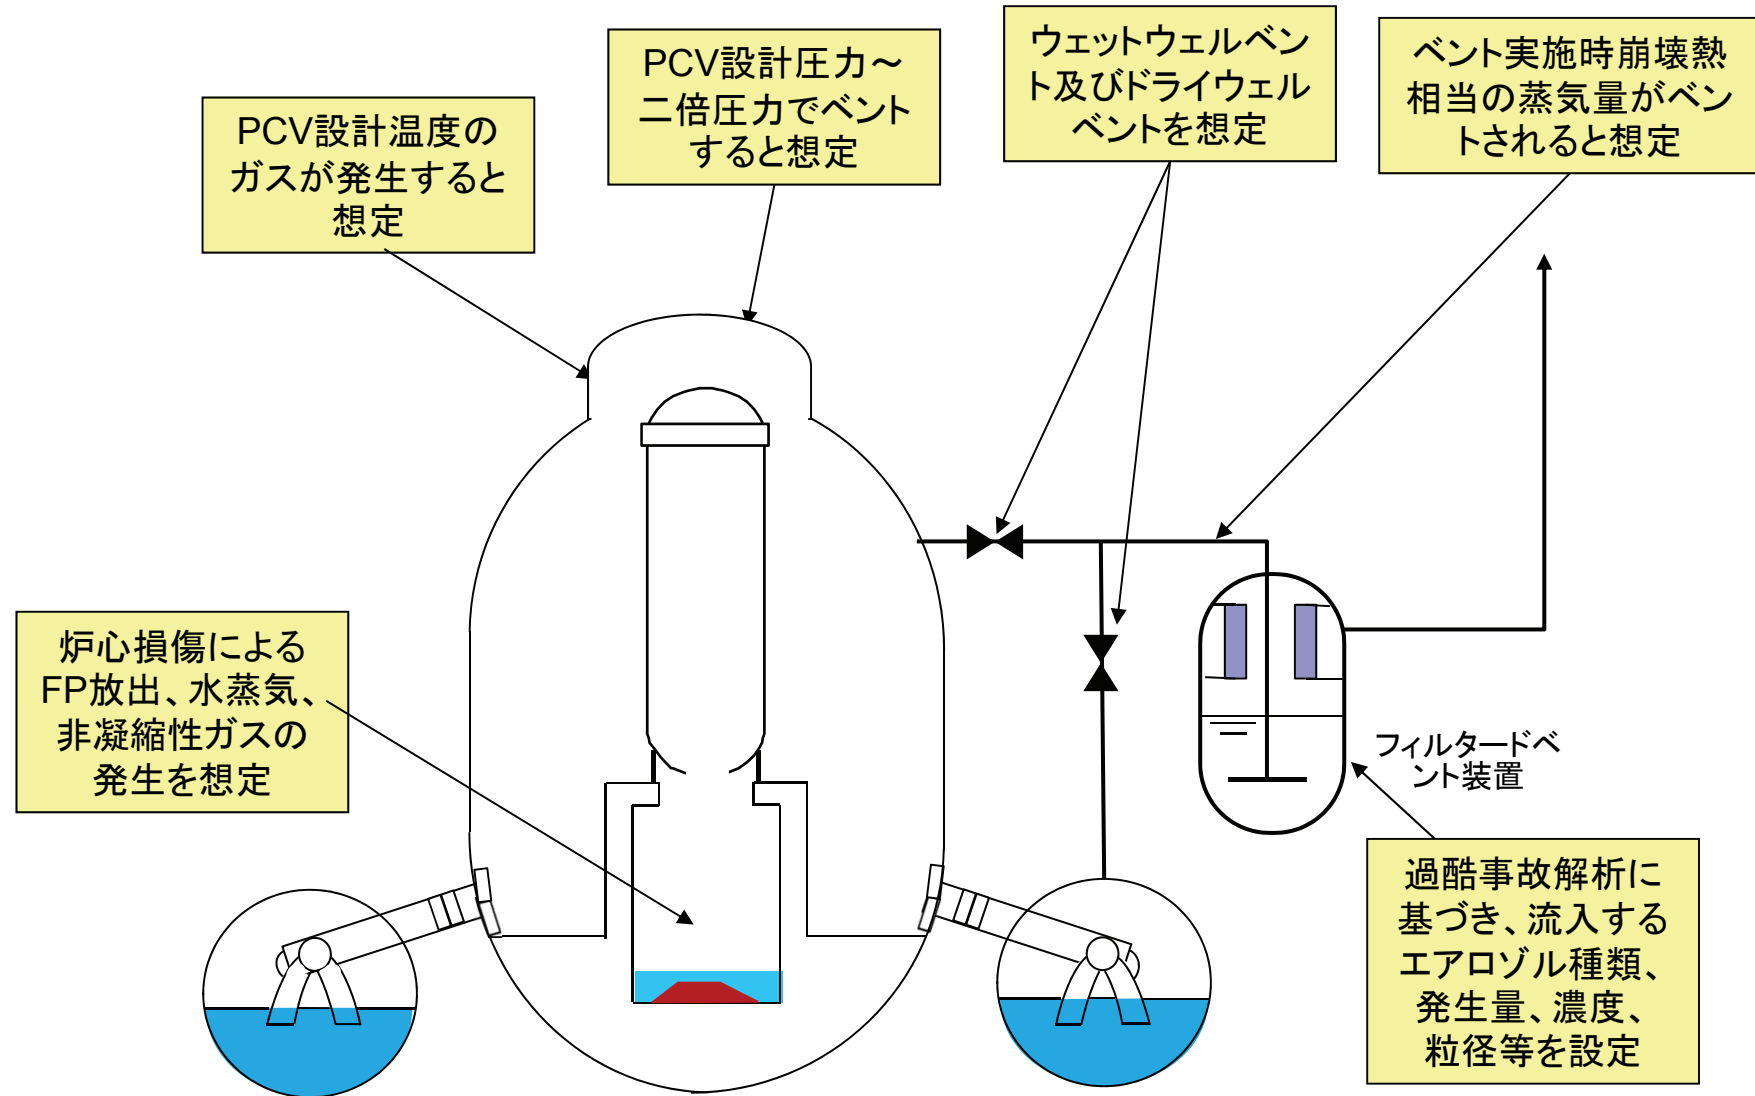 PCV設計温度の
ガスが発生すると
想定
PCV設計圧力～
二倍圧力でベント
すると想定
ウェットウェルベン
ト及びドライウェル
ベントを想定
ベント実施時崩壊熱
相当の蒸気量がベン
トされると想定
炉心損傷による
FP放出、水蒸気、
非凝縮性ガスの
発生を想定
フィルタードベ
ント装置
過酷事故解析に
基づき、流入する
エアロゾル種類、
発生量、濃度、
粒径等を設定